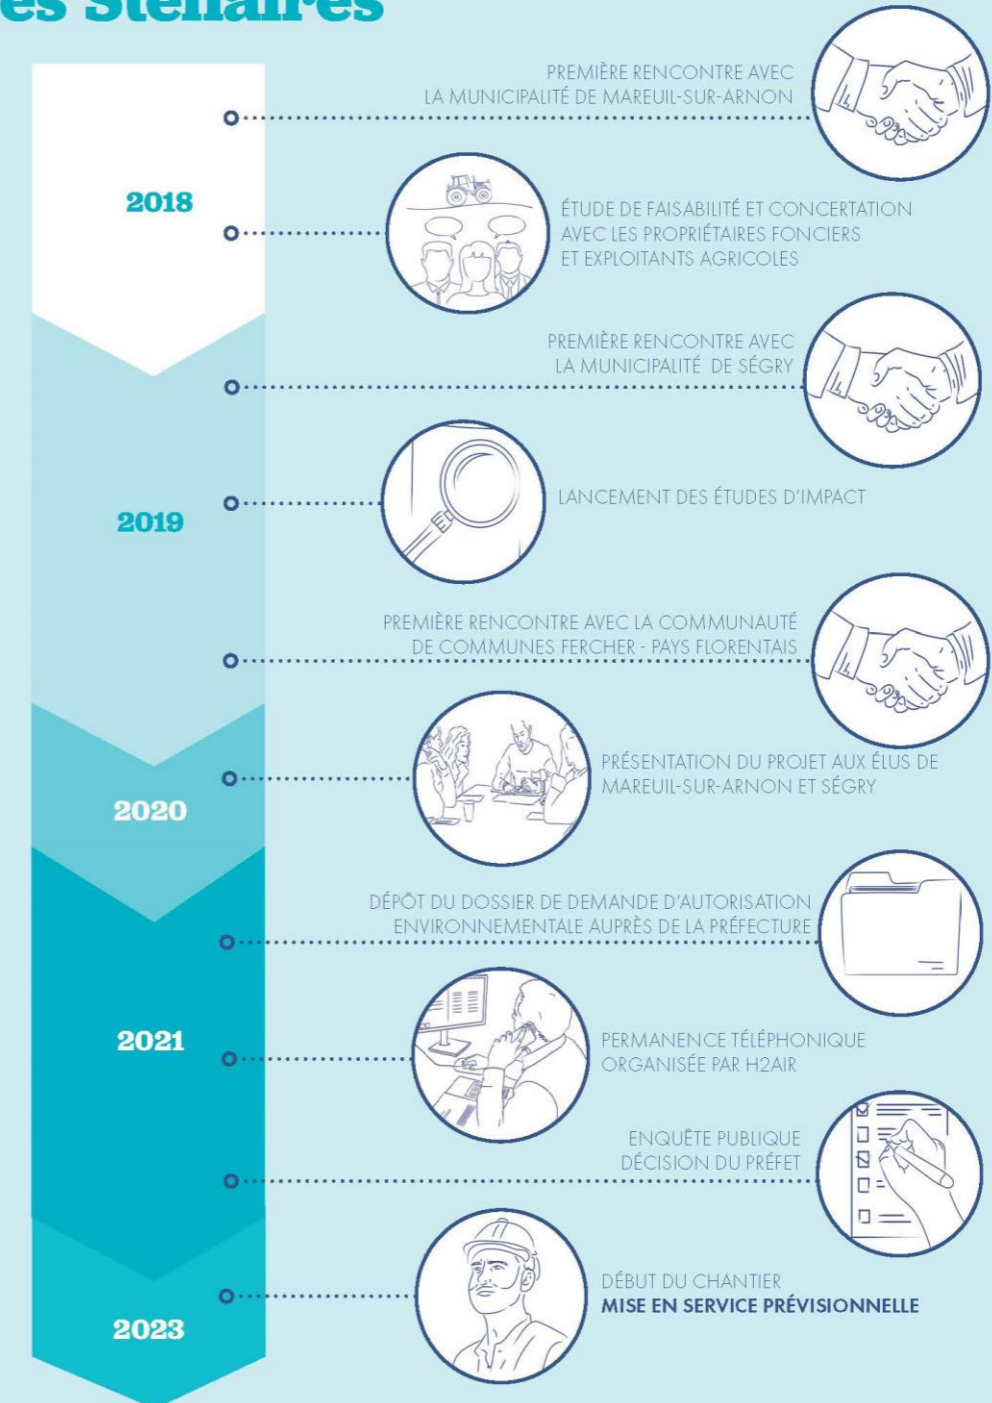 es Stellaires
PREMIÈRE RENCONTRE AVEC
LA MUNICIPALITÉ DE MAREUIL-SUR-ARNON
2018
ÉTUDE DE FAISABILITÉ ET CONCERTATION
AVEC LES PROPRIÉTAIRES FONCIERS
ET EXPLOITANTS AGRICOLES
PREMIÈRE RENCONTRE AVEC
LA MUNICIPALITÉ DE SÉGRY
2019
LANCEMENT DES ÉTUDES D'IMPACT
PREMIÈRE RENCONTRE AVEC LA COMMUNAUTÉ
DE COMMUNES FERCHER - PAYS FLORENTAIS
2020
PRÉSENTATION DU PROJET AUX ÉLUS DE
MAREUIL-SUR-ARNON ET SÉGRY
DÉPÔT DU DOSSIER DE DEMANDE D'AUTORISATION
ENVIRONNEMENTALE AUPRÈS DE LA PRÉFECTURE
2021
PERMANENCE TÉLÉPHONIQUE
ORGANISÉE PAR H2AIR
ENQUÊTE PUBLIQUE
DÉCISION DU PRÉFET
2023
DÉBUT DU CHANTIER
MISE EN SERVICE PRÉVISIONNELLE